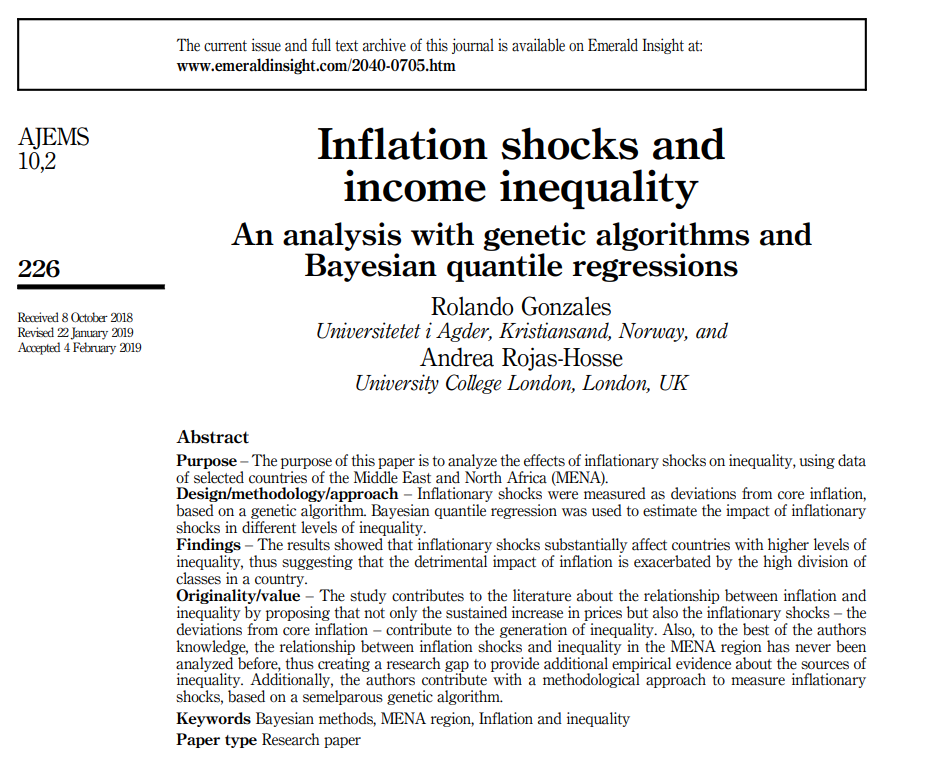 The current issue and full text archive of this journal is available on Emerald Insight at:
www.emeraldinsight.com/2040-0705.htm
AJEMS
10,2
226
Received 8 October 2018
Revised 22 January 2019
Accepted 4 February 2019
Inflation shocks and
income inequality
An analysis with genetic algorithms and
Bayesian quantile regressions
Rolando Gonzales
Universitetet i Agder, Kristiansand, Norway, and
Andrea Rojas-Hosse
University College London, London, UK
Abstract
Purpose – The purpose of this paper is to analyze the effects of inflationary shocks on inequality, using data
of selected countries of the Middle East and North Africa (MENA).
Design/methodology/approach – Inflationary shocks were measured as deviations from core inflation,
based on a genetic algorithm. Bayesian quantile regression was used to estimate the impact of inflationary
shocks in different levels of inequality.
Findings – The results showed that inflationary shocks substantially affect countries with higher levels of
inequality, thus suggesting that the detrimental impact of inflation is exacerbated by the high division of
classes in a country.
Originality/value – The study contributes to the literature about the relationship between inflation and
inequality by proposing that not only the sustained increase in prices but also the inflationary shocks – the
deviations from core inflation – contribute to the generation of inequality. Also, to the best of the authors
knowledge, the relationship between inflation shocks and inequality in the MENA region has never been
analyzed before, thus creating a research gap to provide additional empirical evidence about the sources of
inequality. Additionally, the authors contribute with a methodological approach to measure inflationary
shocks, based on a semelparous genetic algorithm.
Keywords Bayesian methods, MENA region, Inflation and inequality
Paper type Research paper